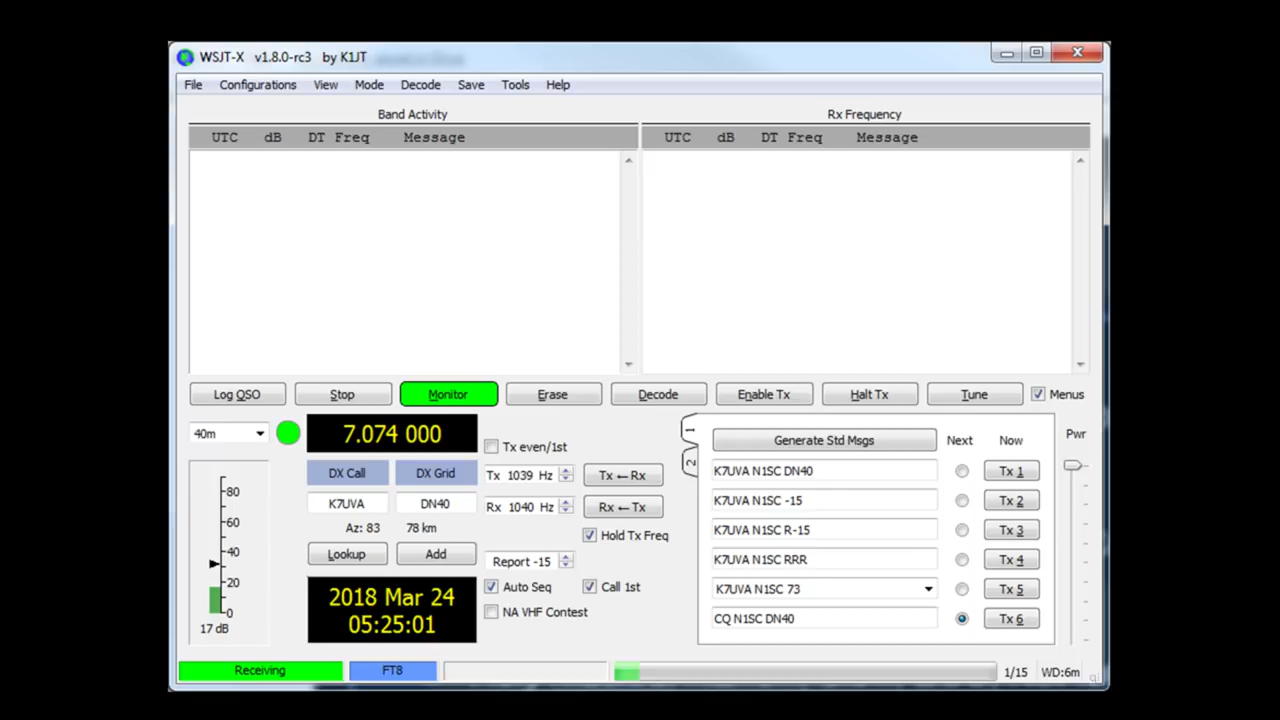 WSJT-X v1.8.0-rc3 by K1JT
File Configurations View Mode Decode Save Tools Help
Band Activity Rx Frequency
UTC dB DT Freq Message UTC dB DT Freq Message
Log QSO Stop Monitor Erase Decode Enable Tx Halt Tx Tune Menus
40m 7.074 000 Tx even/1st 1 Generate Std Msgs Next Now Pwr
DX Call DX Grid Tx 1039 Hz Tx ← Rx 2 K7UVA N1SC DN40 Tx 1
80 K7UVA DN40 Rx 1040 Hz Rx ← Tx K7UVA N1SC -15 Tx 2
60 Az: 83 78 km Hold Tx Freq K7UVA N1SC R-15 Tx 3
40 Lookup Add Report -15 K7UVA N1SC RRR Tx 4
20 2018 Mar 24 Auto Seq Call 1st K7UVA N1SC 73 Tx 5
0 05:25:01 NA VHF Contest CQ N1SC DN40 Tx 6
17 dB
Receiving FT8 1/15 WD:6m